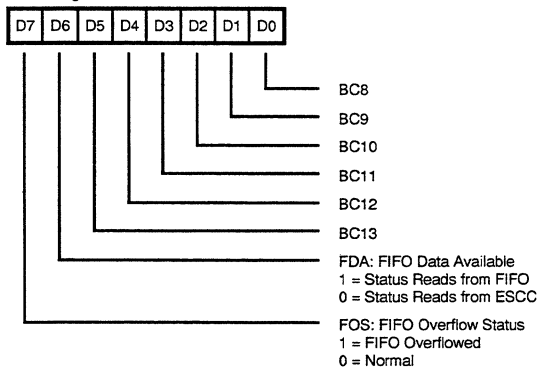 D7 D6 D5 D4 D3 D2 D1 D0
BC8
BC9
BC10
BC11
BC12
BC13
FDA: FIFO Data Available
1 = Status Reads from FIFO
0 = Status Reads from ESCC
FOS: FIFO Overflow Status
1 = FIFO Overflowed
0 = Normal